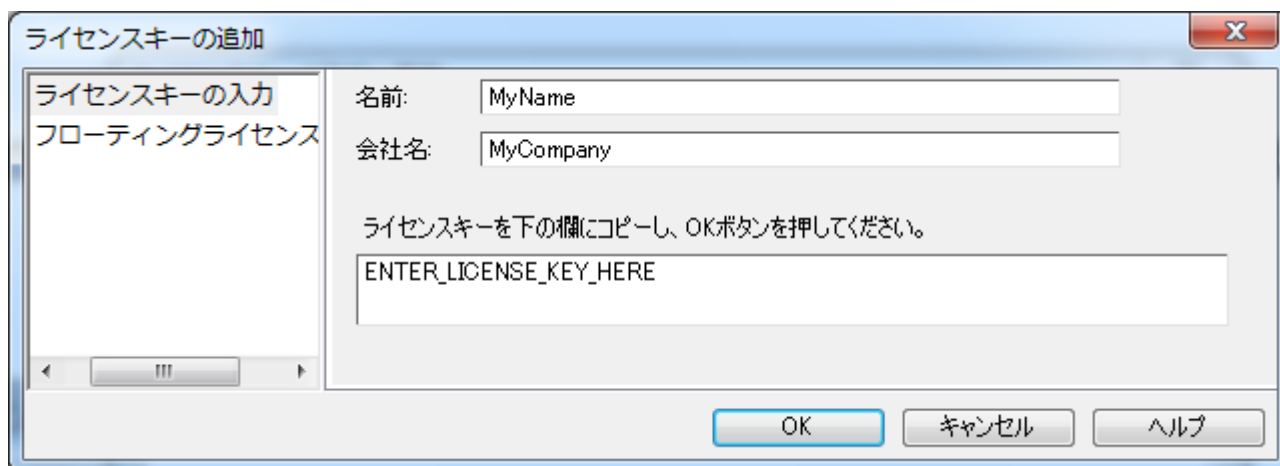 ライセンスキーの追加
ライセンスキーの入力
フローティングライセンス
名前: MyName
会社名: MyCompany
ライセンスキーを下の欄にコピーし、OKボタンを押してください。
ENTER_LICENSE_KEY_HERE
OK キャンセル ヘルプ